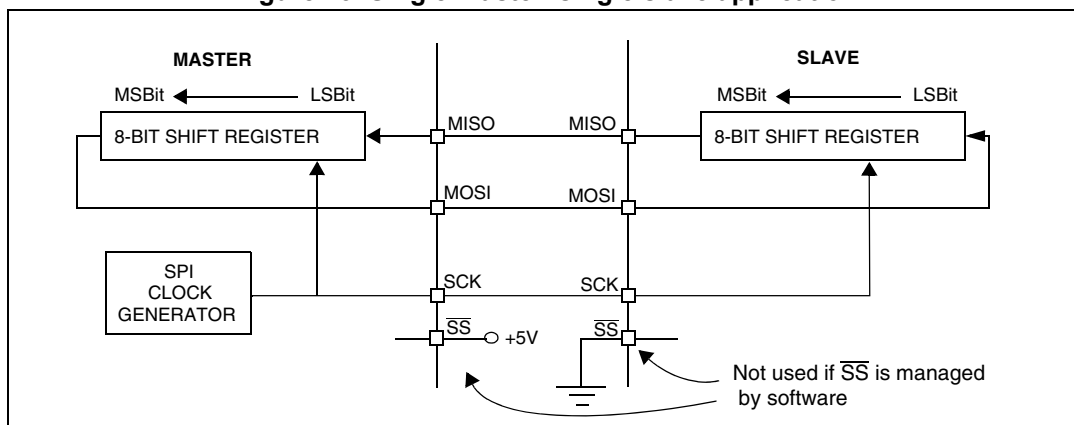 MASTER
MSBit LSBit
8-BIT SHIFT REGISTER
SPI
CLOCK
GENERATOR
MISO MISO
MOSI MOSI
SCK SCK
SS +5V SS
SLAVE
MSBit LSBit
8-BIT SHIFT REGISTER
Not used if SS is managed
by software